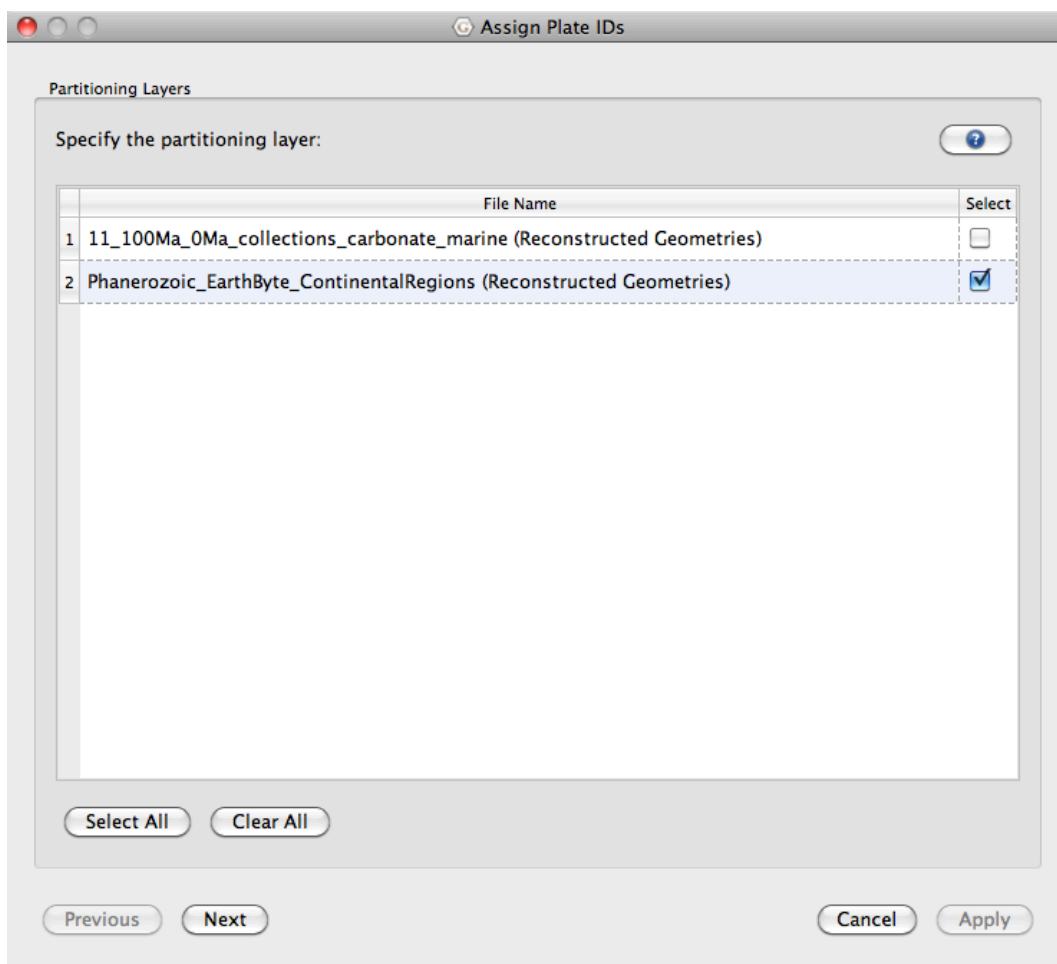 Assign Plate IDs
Partitioning Layers
Specify the partitioning layer:
?
File Name Select
1 11_100Ma_0Ma_collections_carbonate_marine (Reconstructed Geometries)
2 Phanerozoic_EarthByte_ContinentalRegions (Reconstructed Geometries)
Select All Clear All
Previous Next Cancel Apply